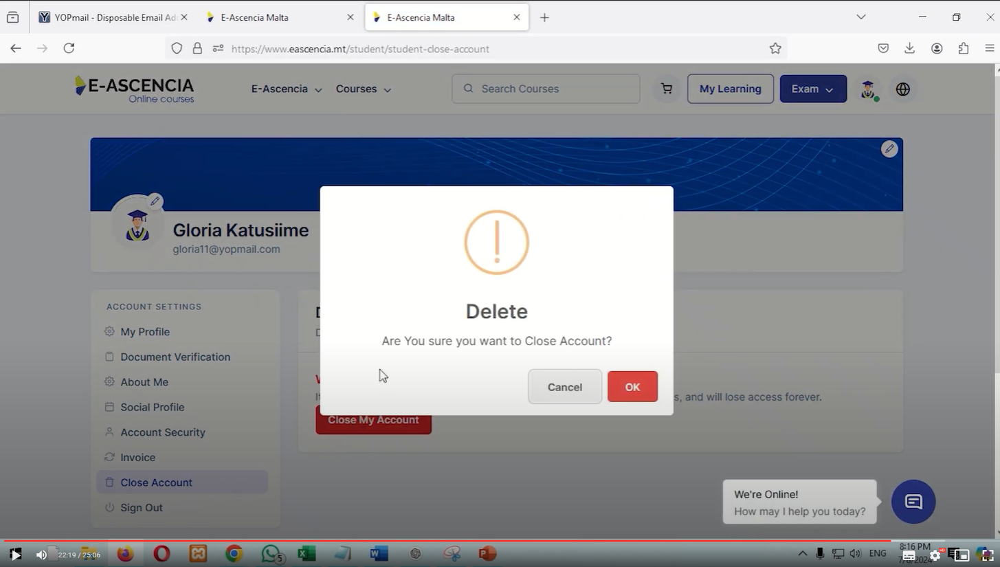 YOPmail - Disposable Email Ad
E-Ascencia Malta
E-Ascencia Malta
https://www.eascencia.mt/student/student-close-account
E-ASCENCIA
Online courses
E-Ascencia
Courses
Search Courses
My Learning
Exam
Gloria Katusiime
gloria11@yopmail.com
ACCOUNT SETTINGS
My Profile
Document Verification
About Me
Social Profile
Account Security
Invoice
Close Account
Sign Out
Delete
Are You sure you want to Close Account?
Cancel
OK
s, and will lose access forever.
Close My Account
We're Online!
How may I help you today?
22:19 / 25:06
5
ENG
8:16 PM
HD